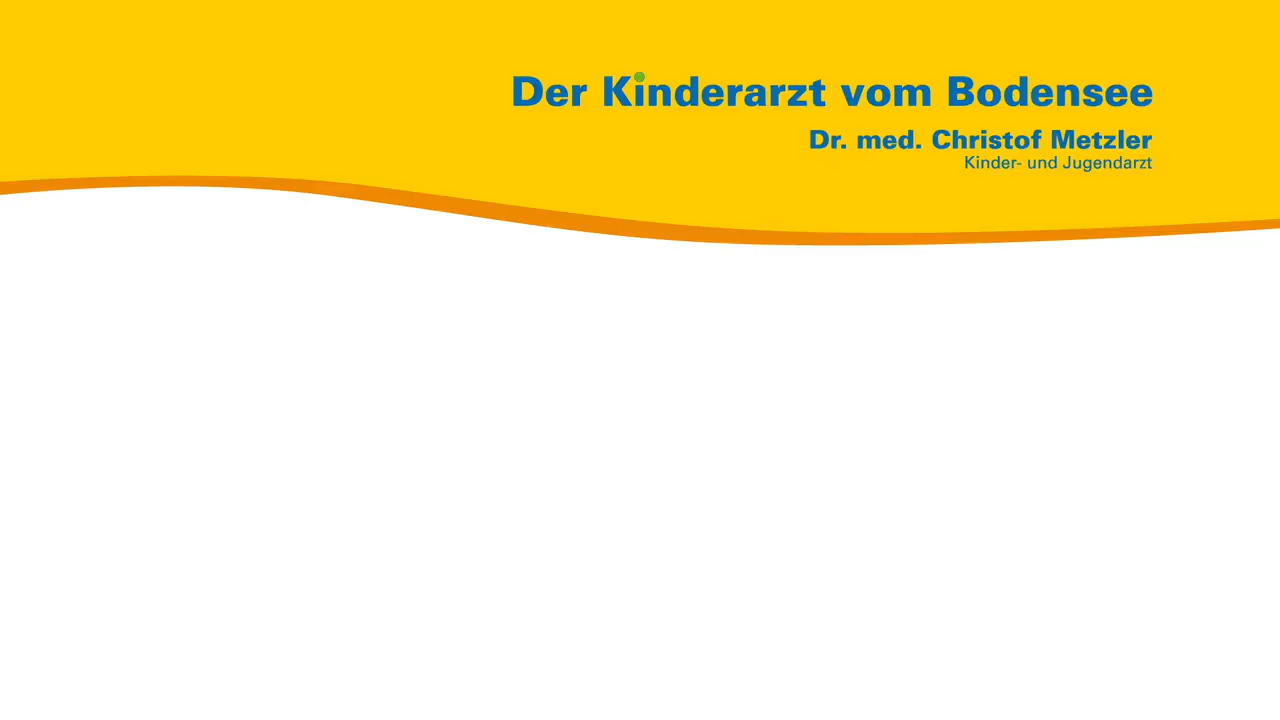 Der Kinderarzt vom Bodensee
Dr. med. Christof Metzler
Kinder- und Jugendarzt